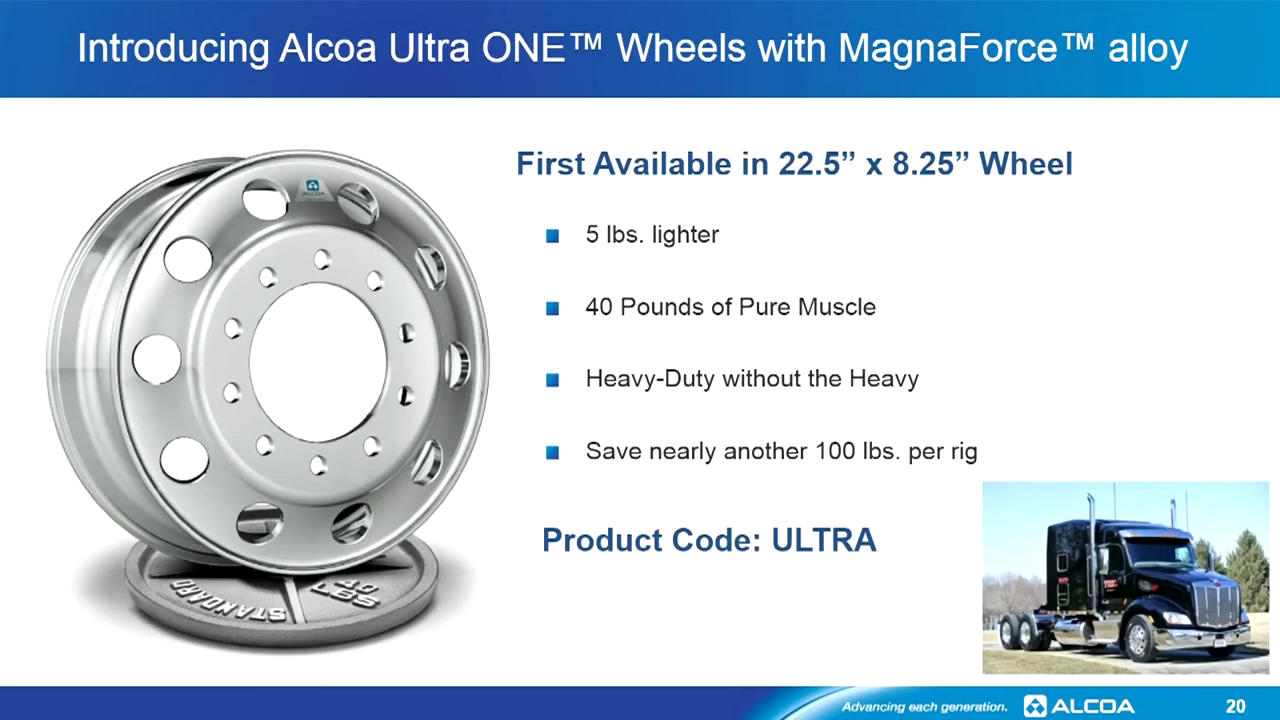 Introducing Alcoa Ultra ONE™ Wheels with MagnaForce™ alloy
First Available in 22.5” x 8.25” Wheel
ALCOA
5 lbs. lighter
40 Pounds of Pure Muscle
Heavy-Duty without the Heavy
Save nearly another 100 lbs. per rig
Product Code: ULTRA
STANDARD
LBS
Advancing each generation.
ALCOA
20